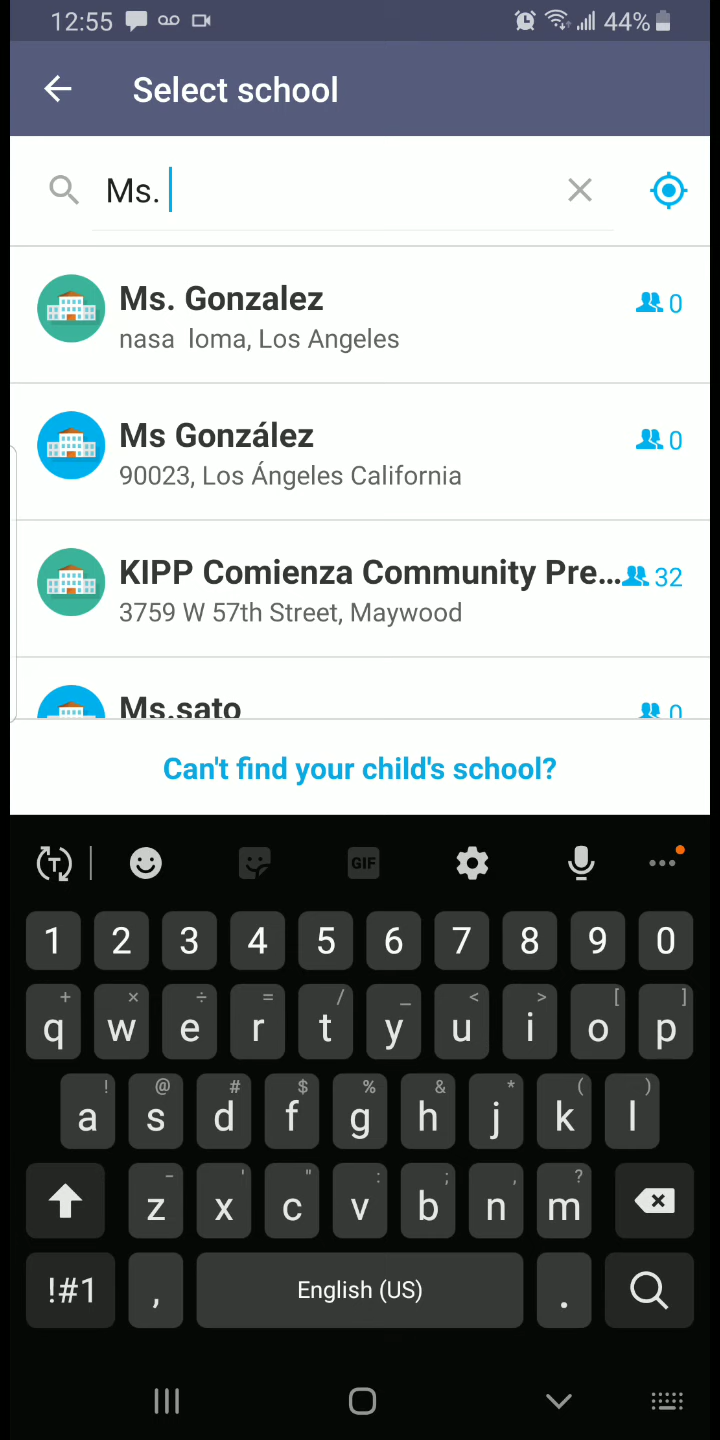 12:55 44%
Select school
Ms.
Ms. Gonzalez 0
nasa loma, Los Angeles
Ms González 0
90023, Los Ángeles California
KIPP Comienza Community Pre... 32
3759 W 57th Street, Maywood
Ms.sato 0
Can't find your child's school?
T GIF
1 2 3 4 5 6 7 8 9 0
+ × ÷ = / _ < > [ ]
q w e r t y u i o p
! @ # $ % & * ( )
a s d f g h j k l
- ' " : ; , ?
z x c v b n m
!#1 , English (US) .